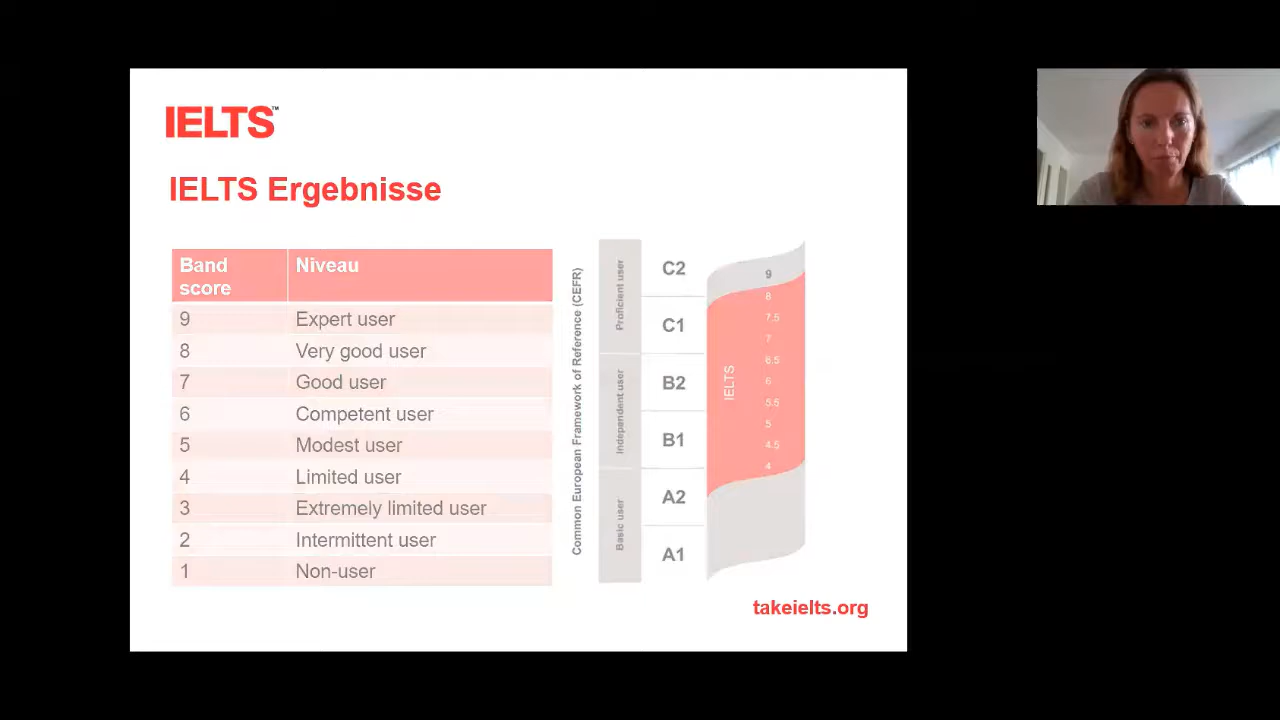 IELTS™
IELTS Ergebnisse
Band score
Niveau
9 Expert user
8 Very good user
7 Good user
6 Competent user
5 Modest user
4 Limited user
3 Extremely limited user
2 Intermittent user
1 Non-user
Common European Framework of Reference (CEFR)
Proficient user
Independent user
Basic user
C2
C1
B2
B1
A2
A1
IELTS
9
8
7.5
7
6.5
6
5.5
5
4.5
4
takeielts.org